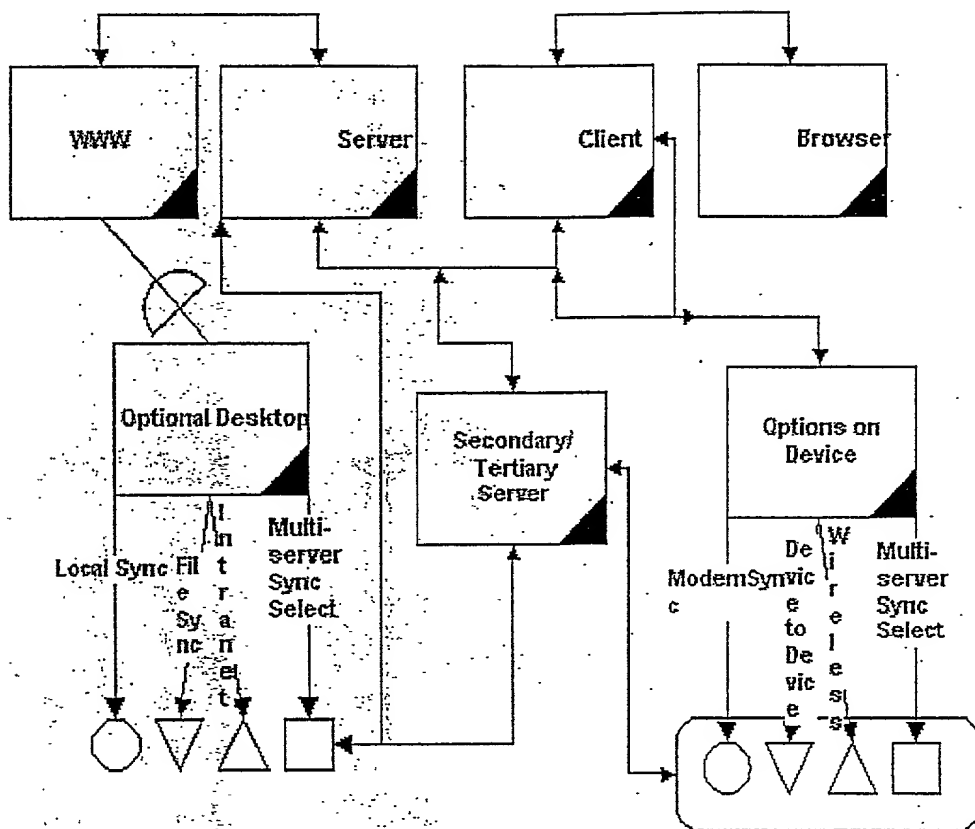 WWW
Server
Client
Browser
Optional Desktop
Secondary/
Tertiary
Server
Options on
Device
Local Sync
File
Sync
Intranet
Multi-
server
Sync
Select
ModemSyn
c
Device
to
Device
Wireless
Multi-
server
Sync
Select